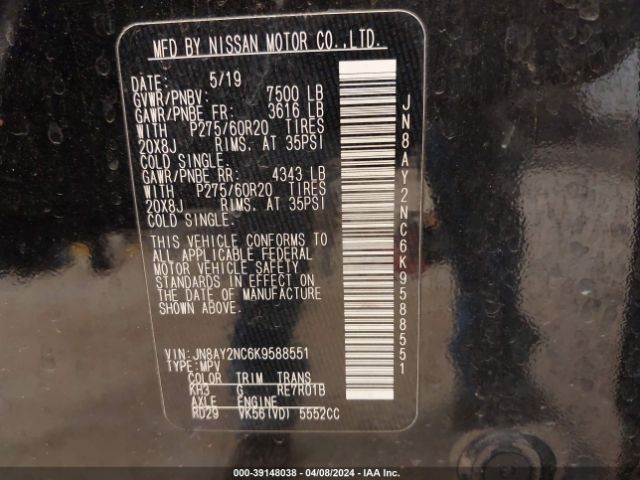 MFD BY NISSAN MOTOR CO.,LTD.
DATE: 5/19
GVWR/PNBV: 7500 LB
GAWR/PNBE FR: 3616 LB
WITH P275/60R20 TIRES
20X8J RIMS. AT 35PSI
COLD SINGLE.
GAWR/PNBE RR: 4343 LB
WITH P275/60R20 TIRES
20X8J RIMS. AT 35PSI
COLD SINGLE.
THIS VEHICLE CONFORMS TO
ALL APPLICABLE FEDERAL
MOTOR VEHICLE SAFETY
STANDARDS IN EFFECT ON
THE DATE OF MANUFACTURE
SHOWN ABOVE.
VIN:JN8AY2NC6K9588551
TYPE:MPV
COLOR TRIM TRANS
KH3 G RE7R01B
AXLE ENGINE
RD29 VK56(VD) 5552CC
JN8AY2NC6K9588551
000-39148038 - 04/08/2024 - IAA Inc.